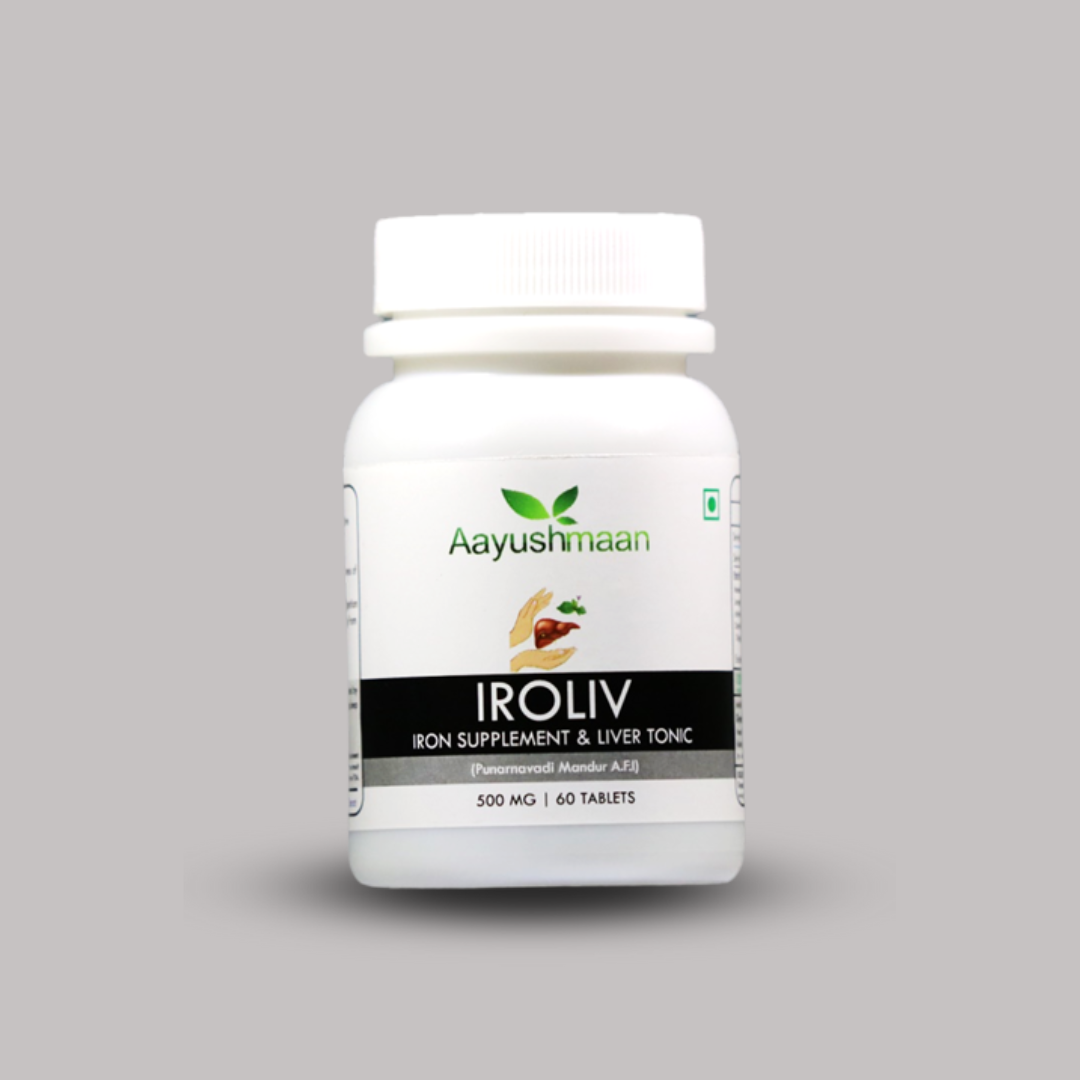 Aayushmaan
IROLIV
IRON SUPPLEMENT & LIVER TONIC
(Punarnavadi Mandur A.F.I)
500 MG | 60 TABLETS